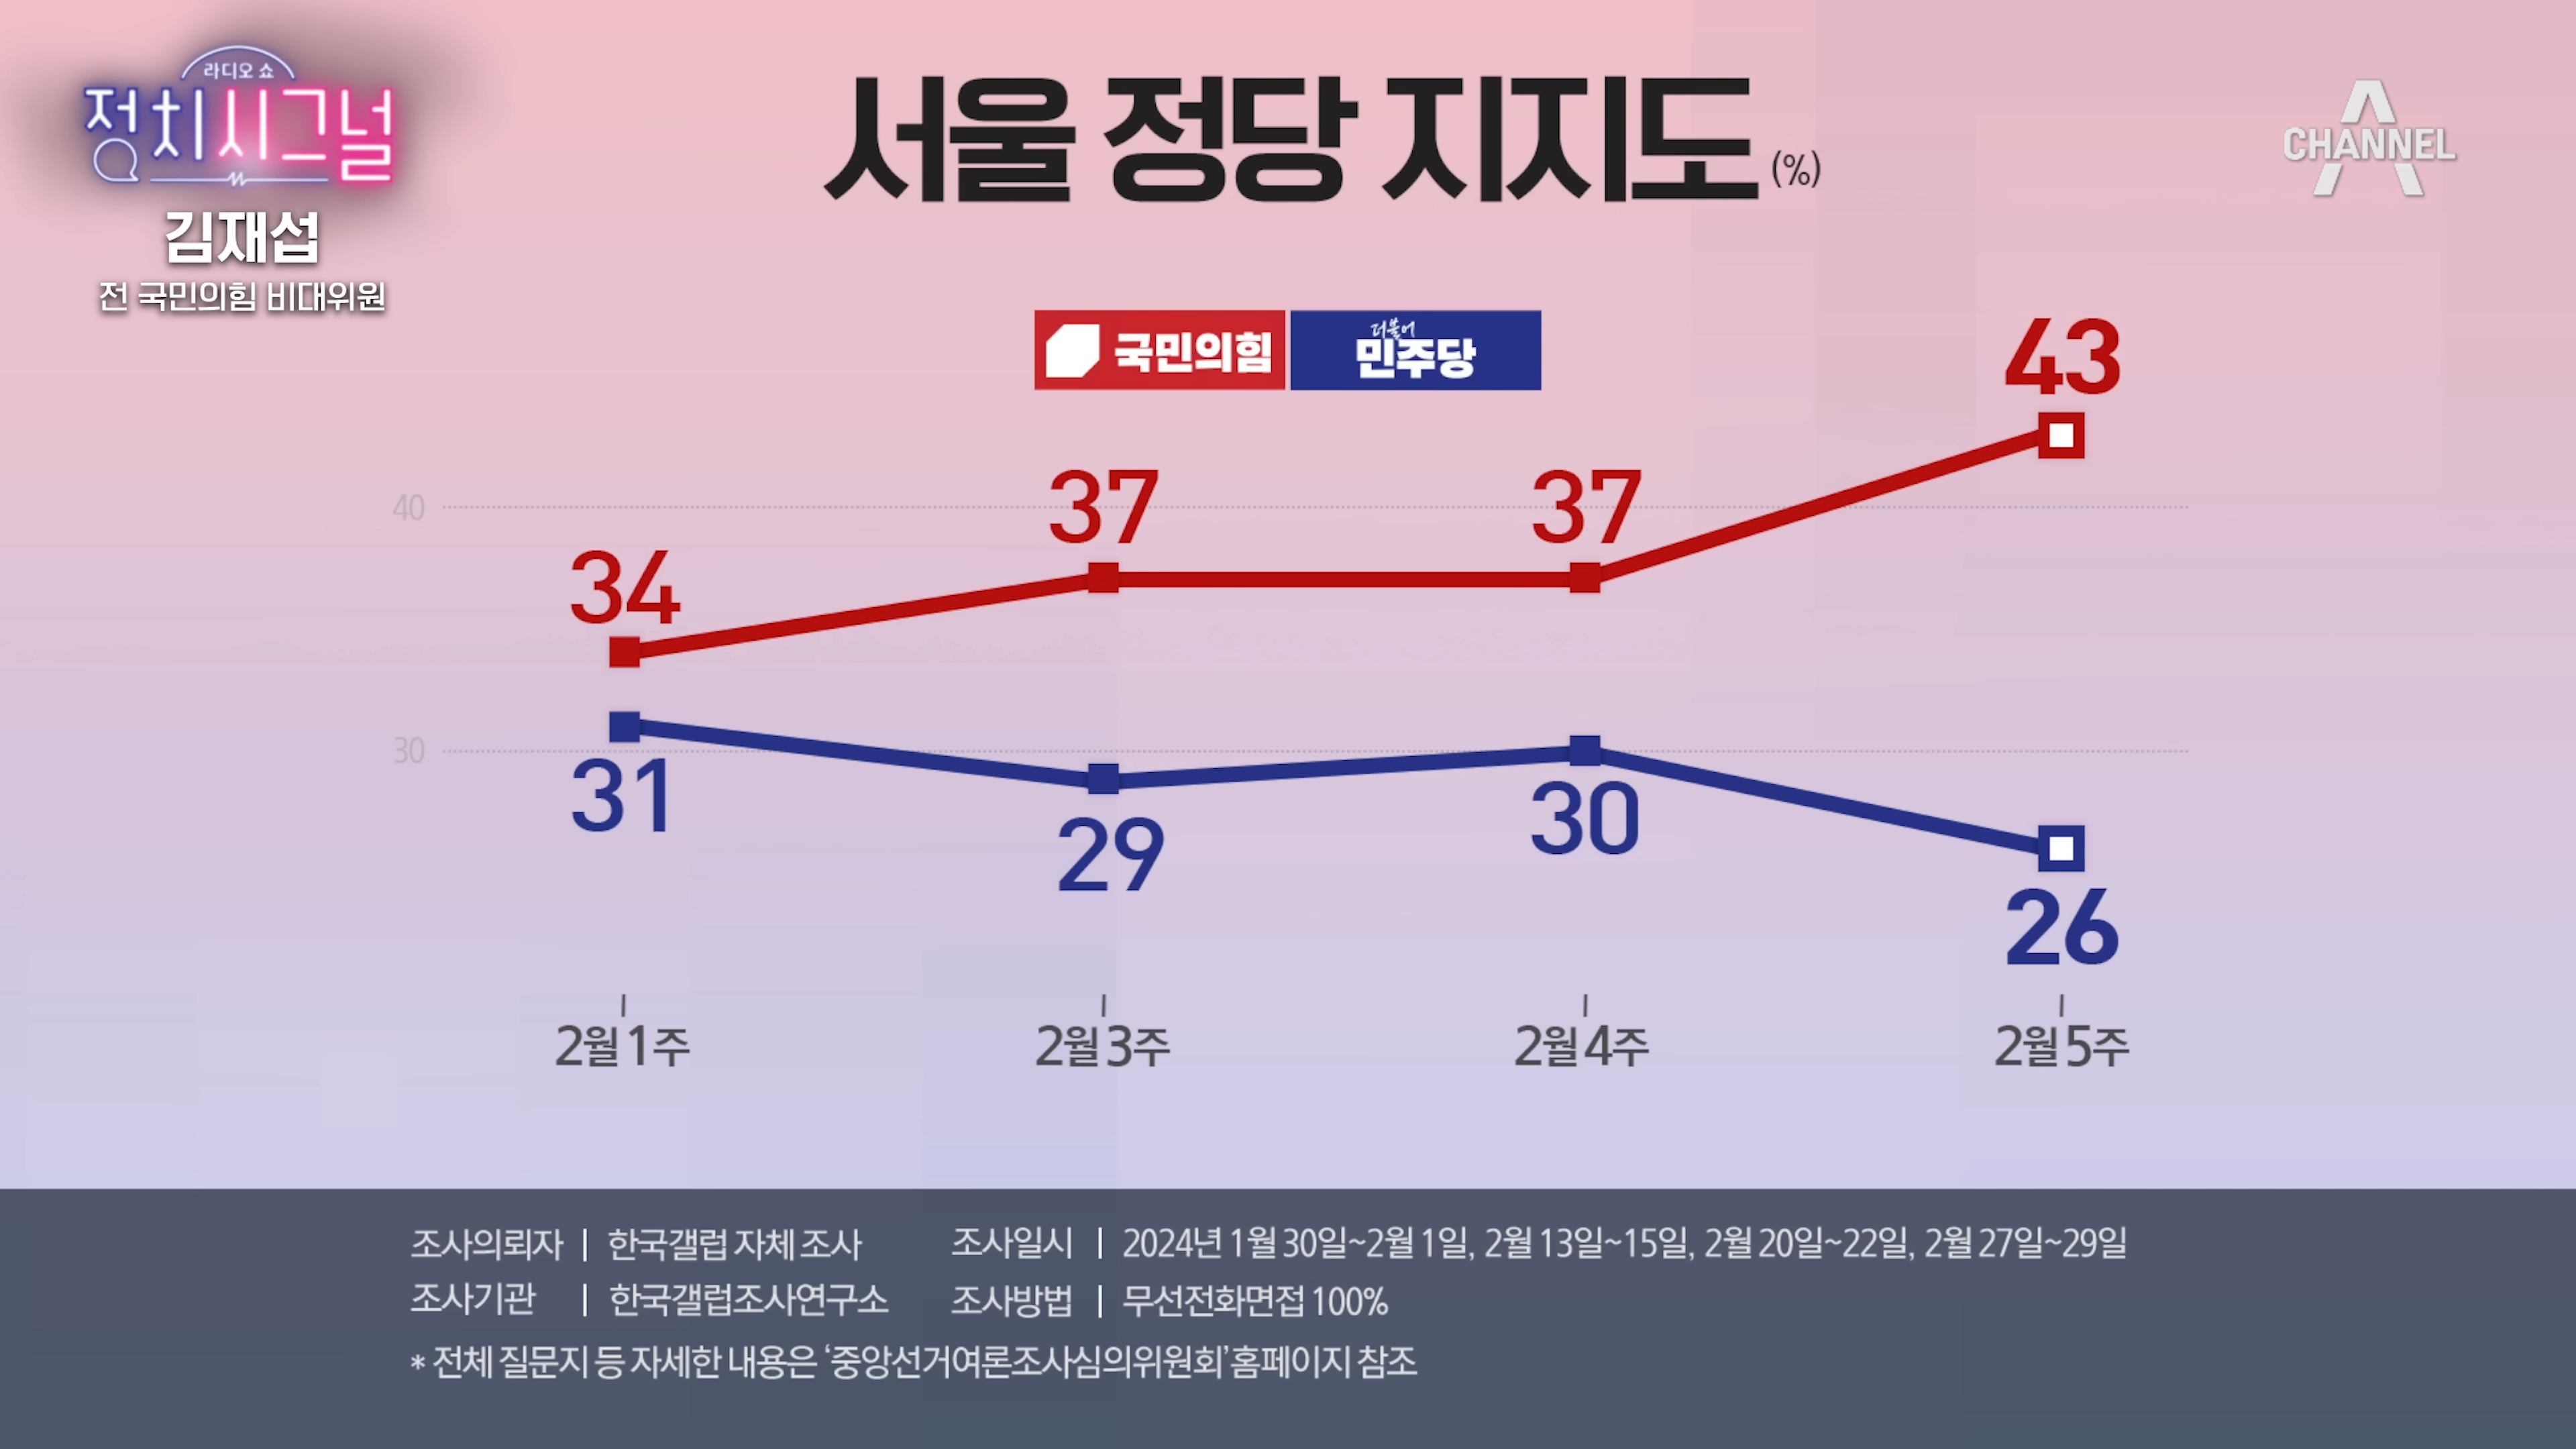 라디오 쇼
정치시그널
김재섭
전 국민의힘 비대위원
서울 정당 지지도 (%)
CHANNEL A
국민의힘
더불어
민주당
43
40
37
37
34
30
31
29
30
26
2월 1주
2월 3주
2월 4주
2월 5주
조사의뢰자 | 한국갤럽 자체 조사
조사일시 | 2024년 1월 30일~2월 1일, 2월 13일~15일, 2월 20일~22일, 2월 27일~29일
조사기관 | 한국갤럽조사연구소
조사방법 | 무선전화면접 100%
* 전체 질문지 등 자세한 내용은 ‘중앙선거여론조사심의위원회’ 홈페이지 참조